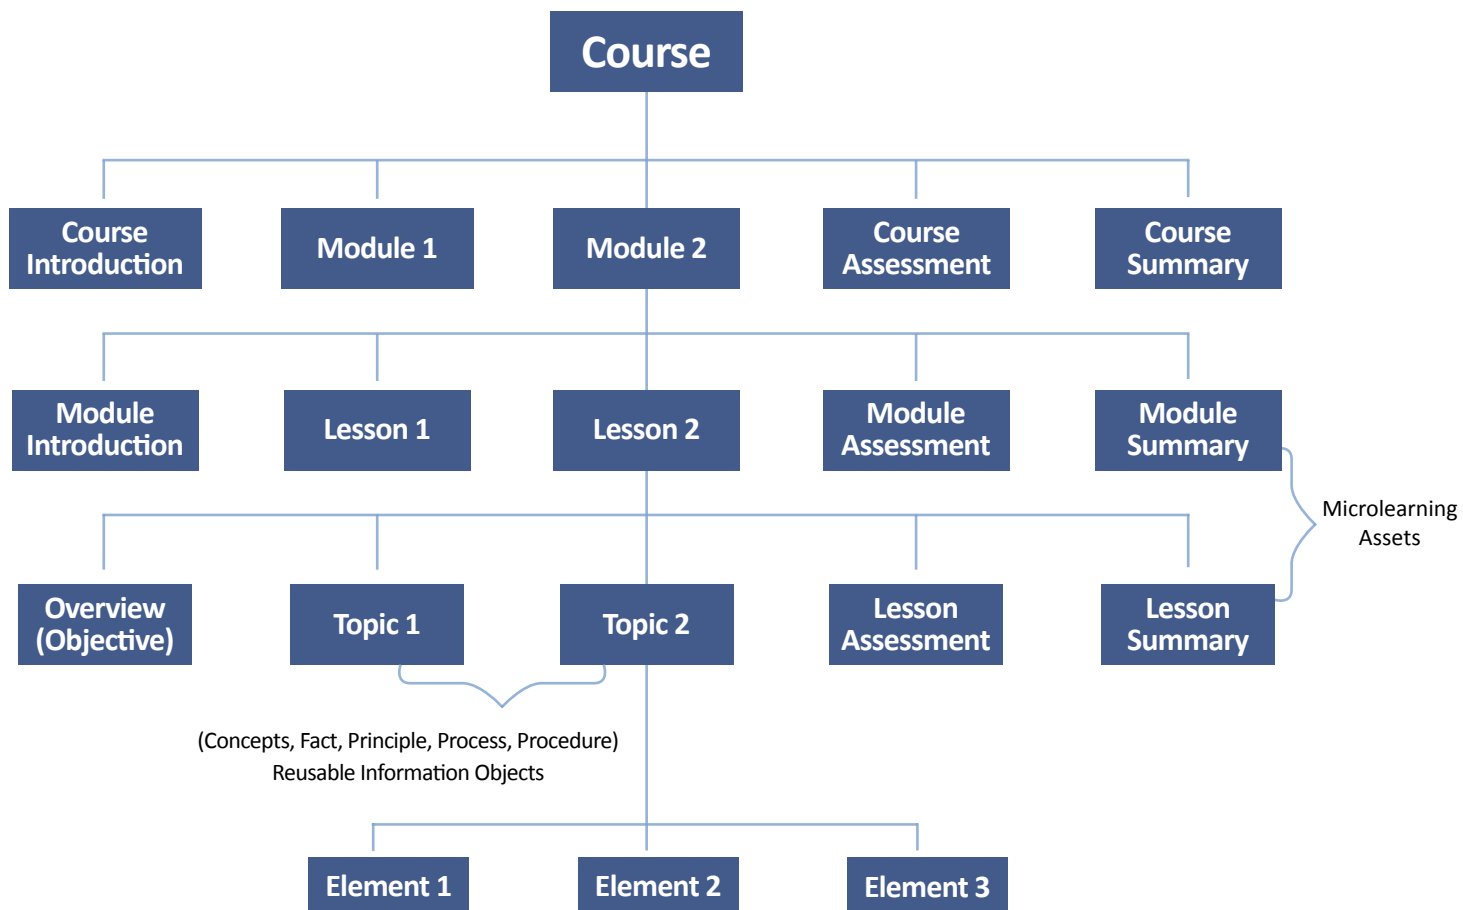 Course
Course
Introduction
Module 1
Module 2
Course
Assessment
Course
Summary
Module
Introduction
Lesson 1
Lesson 2
Module
Assessment
Module
Summary
Microlearning
Assets
Overview
(Objective)
Topic 1
Topic 2
Lesson
Assessment
Lesson
Summary
(Concepts, Fact, Principle, Process, Procedure)
Reusable Information Objects
Element 1
Element 2
Element 3